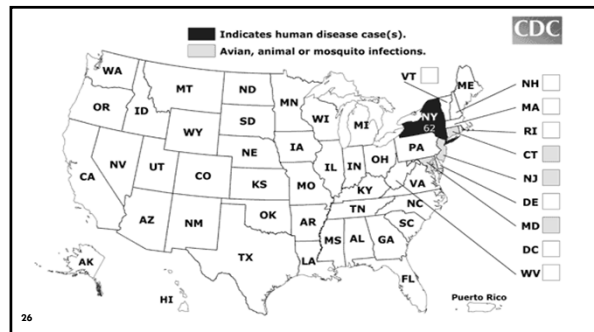 Indicates human disease case(s).
Avian, animal or mosquito infections.
CDC
WA
OR
CA
ID
NV
MT
WY
UT
AZ
CO
NM
ND
SD
NE
KS
OK
TX
MN
IA
MO
AR
LA
WI
IL
MI
IN
OH
KY
TN
MS
AL
GA
FL
SC
NC
VA
PA
NY
62
VT
ME
NH
MA
RI
CT
NJ
DE
MD
DC
WV
AK
HI
Puerto Rico
26